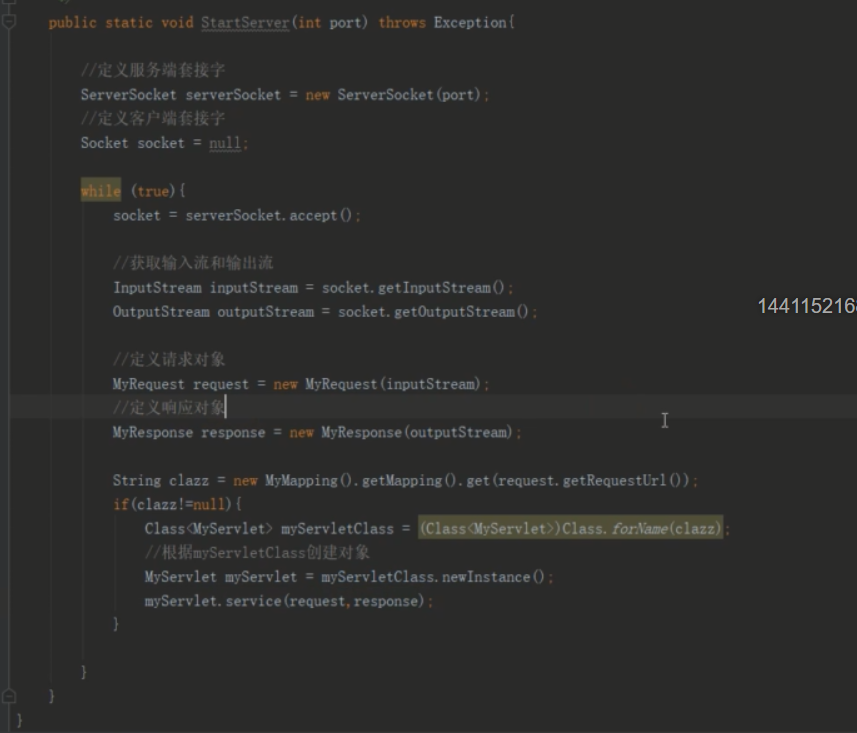 public static void StartServer(int port) throws Exception{
//定义服务端套接字
ServerSocket serverSocket = new ServerSocket(port);
//定义客户端套接字
Socket socket = null;
while (true){
socket = serverSocket.accept();
//获取输入流和输出流
InputStream inputStream = socket.getInputStream();
OutputStream outputStream = socket.getOutputStream();
144115216
//定义请求对象
MyRequest request = new MyRequest(inputStream);
//定义响应对象
MyResponse response = new MyResponse(outputStream);
String clazz = new MyMapping().getMapping().get(request.getRequestUrl());
if(clazz!=null){
Class<MyServlet> myServletClass = (Class<MyServlet>)Class.forName(clazz);
//根据myServletClass创建对象
MyServlet myServlet = myServletClass.newInstance();
myServlet.service(request,response);
}
}
}
}